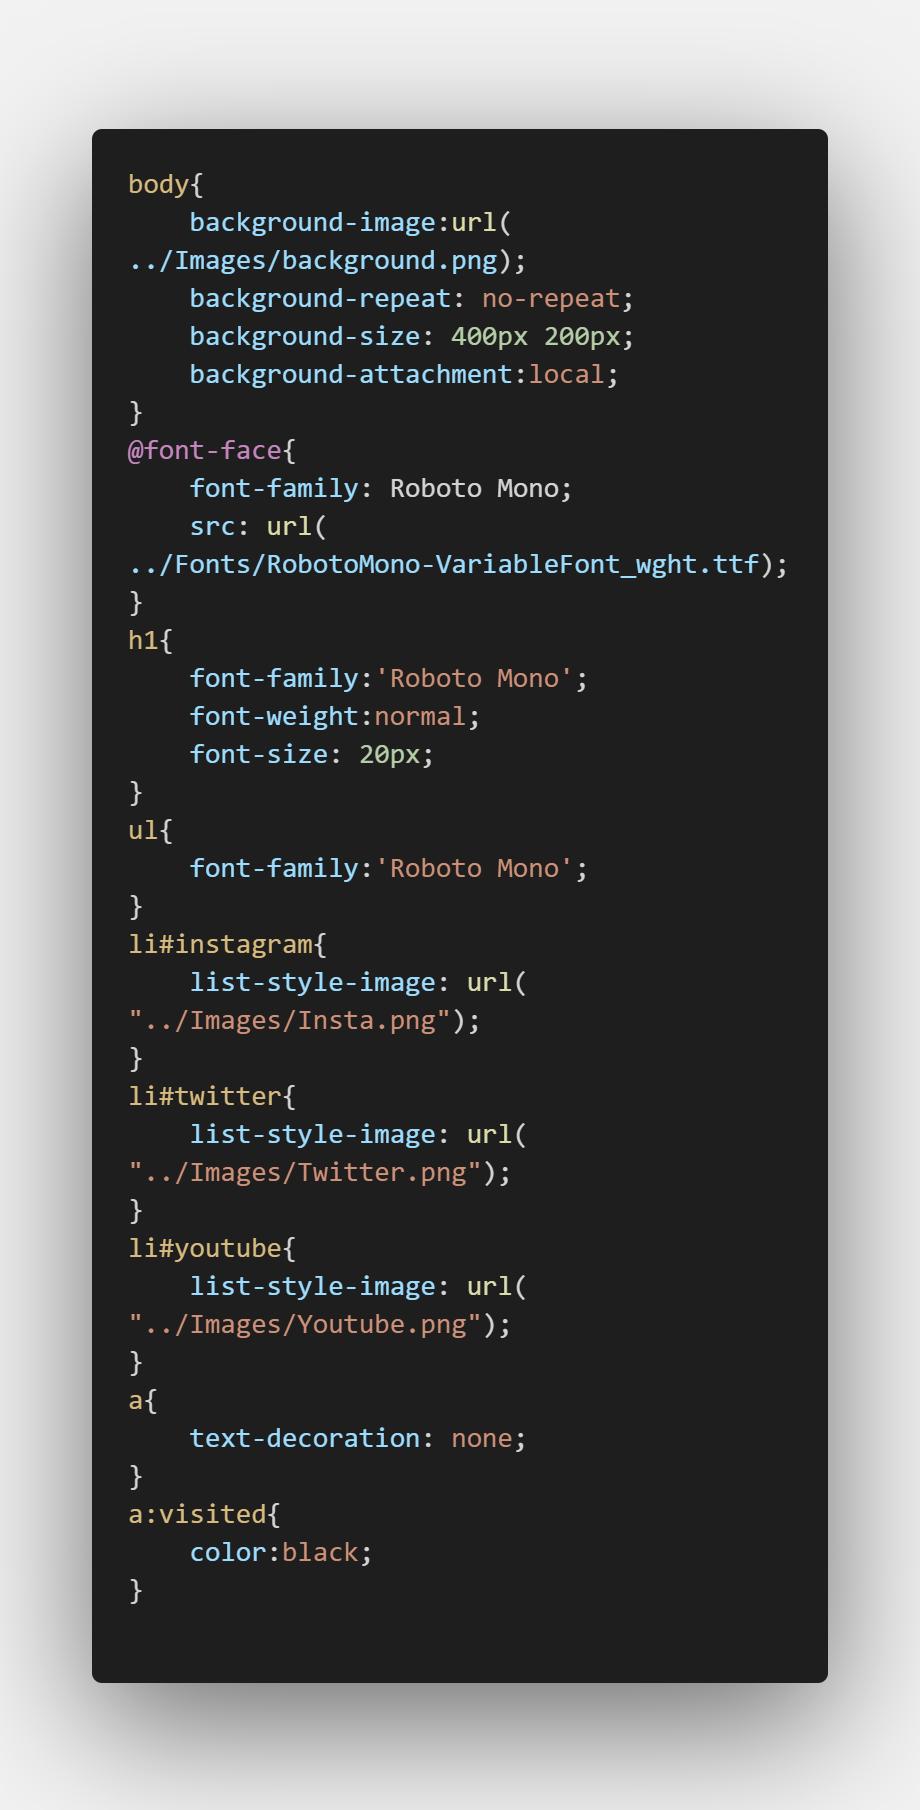 body{
    background-image:url(
../Images/background.png);
    background-repeat: no-repeat;
    background-size: 400px 200px;
    background-attachment:local;
}
@font-face{
    font-family: Roboto Mono;
    src: url(
../Fonts/RobotoMono-VariableFont_wght.ttf);
}
h1{
    font-family:'Roboto Mono';
    font-weight:normal;
    font-size: 20px;
}
ul{
    font-family:'Roboto Mono';
}
li#instagram{
    list-style-image: url(
"../Images/Insta.png");
}
li#twitter{
    list-style-image: url(
"../Images/Twitter.png");
}
li#youtube{
    list-style-image: url(
"../Images/Youtube.png");
}
a{
    text-decoration: none;
}
a:visited{
    color:black;
}